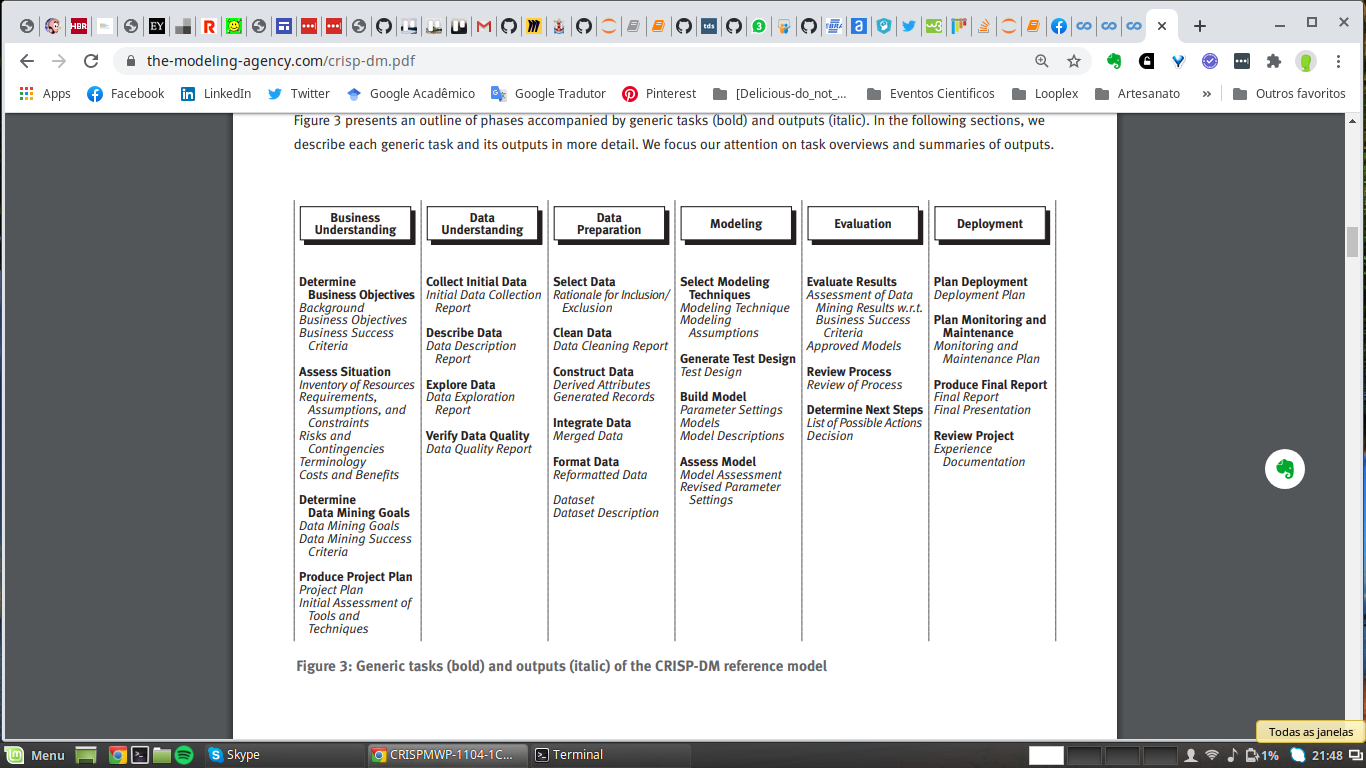 HBR
EY
R
tds
3
BRA
a
the-modeling-agency.com/crisp-dm.pdf
Apps
Facebook
LinkedIn
Twitter
Google Acadêmico
Google Tradutor
Pinterest
[Delicious-do_not_...
Eventos Cientificos
Looplex
Artesanato
»
Outros favoritos
Figure 3 presents an outline of phases accompanied by generic tasks (bold) and outputs (italic). In the following sections, we
describe each generic task and its outputs in more detail. We focus our attention on task overviews and summaries of outputs.
Business
Understanding
Determine
Business Objectives
Background
Business Objectives
Business Success
Criteria
Assess Situation
Inventory of Resources
Requirements,
Assumptions, and
Constraints
Risks and
Contingencies
Terminology
Costs and Benefits
Determine
Data Mining Goals
Data Mining Goals
Data Mining Success
Criteria
Produce Project Plan
Project Plan
Initial Assessment of
Tools and
Techniques
Data
Understanding
Collect Initial Data
Initial Data Collection
Report
Describe Data
Data Description
Report
Explore Data
Data Exploration
Report
Verify Data Quality
Data Quality Report
Data
Preparation
Select Data
Rationale for Inclusion/
Exclusion
Clean Data
Data Cleaning Report
Construct Data
Derived Attributes
Generated Records
Integrate Data
Merged Data
Format Data
Reformatted Data
Dataset
Dataset Description
Modeling
Select Modeling
Techniques
Modeling Technique
Modeling
Assumptions
Generate Test Design
Test Design
Build Model
Parameter Settings
Models
Model Descriptions
Assess Model
Model Assessment
Revised Parameter
Settings
Evaluation
Evaluate Results
Assessment of Data
Mining Results w.r.t.
Business Success
Criteria
Approved Models
Review Process
Review of Process
Determine Next Steps
List of Possible Actions
Decision
Deployment
Plan Deployment
Deployment Plan
Plan Monitoring and
Maintenance
Monitoring and
Maintenance Plan
Produce Final Report
Final Report
Final Presentation
Review Project
Experience
Documentation
Figure 3: Generic tasks (bold) and outputs (italic) of the CRISP-DM reference model
Todas as janelas
Menu
Skype
CRISPMWP-1104-1C...
Terminal
1%
21:48